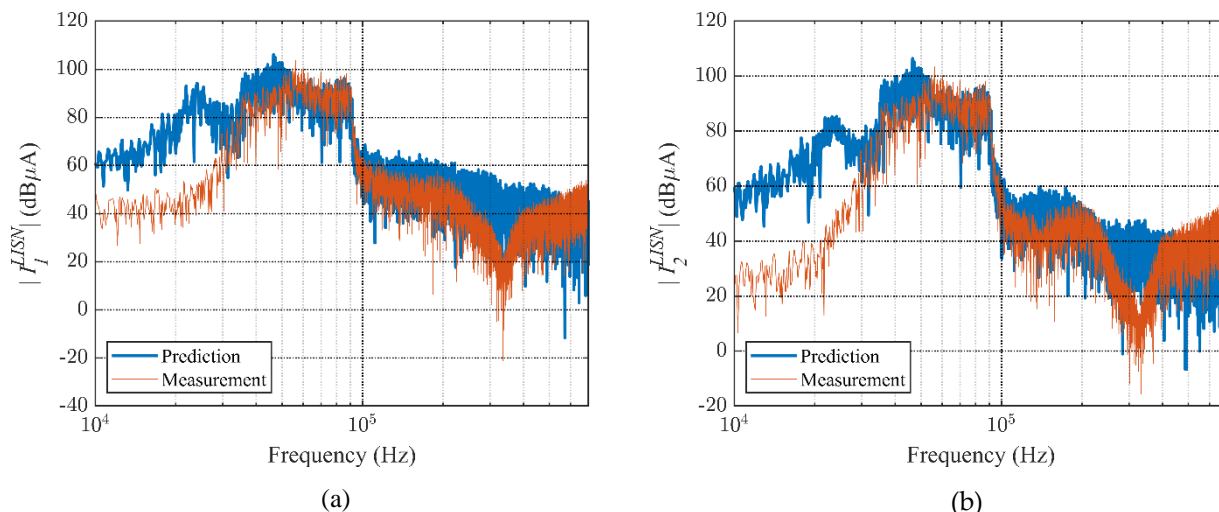 120
100
80
60
40
20
0
-20
-40
| I_1^{LISN} | (dBμA)
Prediction
Measurement
10^4
10^5
Frequency (Hz)
(a)
120
100
80
60
40
20
0
-20
| I_2^{LISN} | (dBμA)
Prediction
Measurement
10^4
10^5
Frequency (Hz)
(b)